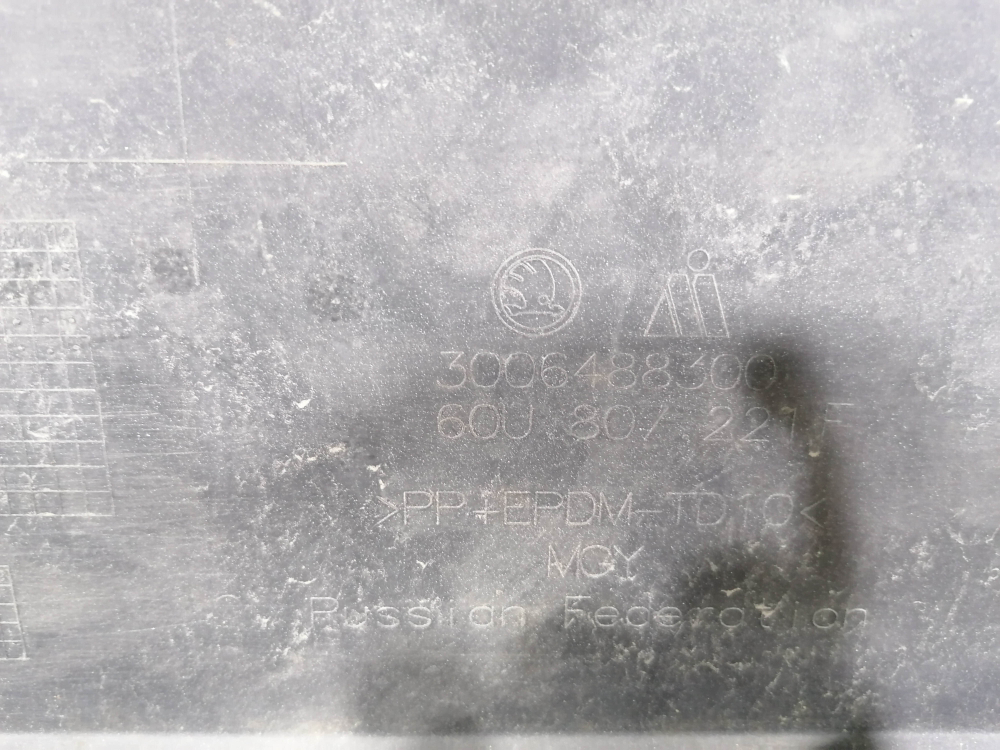 3006488300
60U.807.221 F
>PP+EPDM-TD10<
MGY
Russian Federation